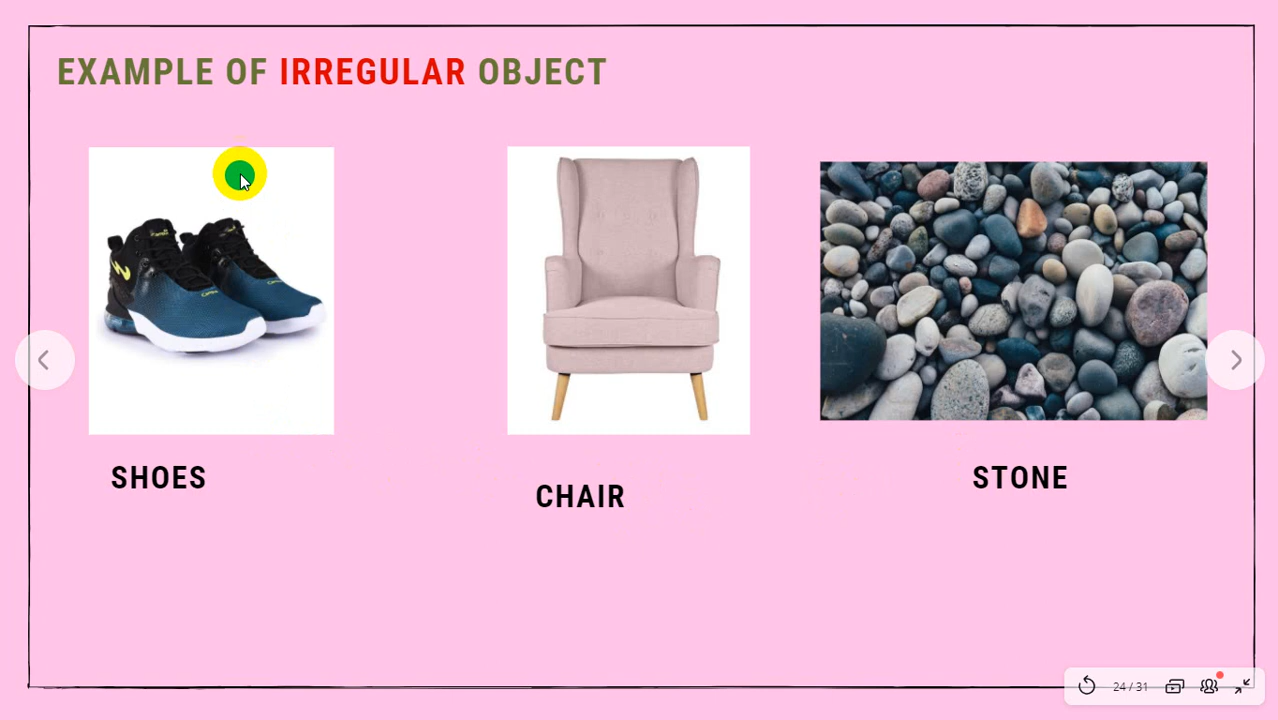 EXAMPLE OF IRREGULAR OBJECT
SHOES
CHAIR
STONE
24 / 31